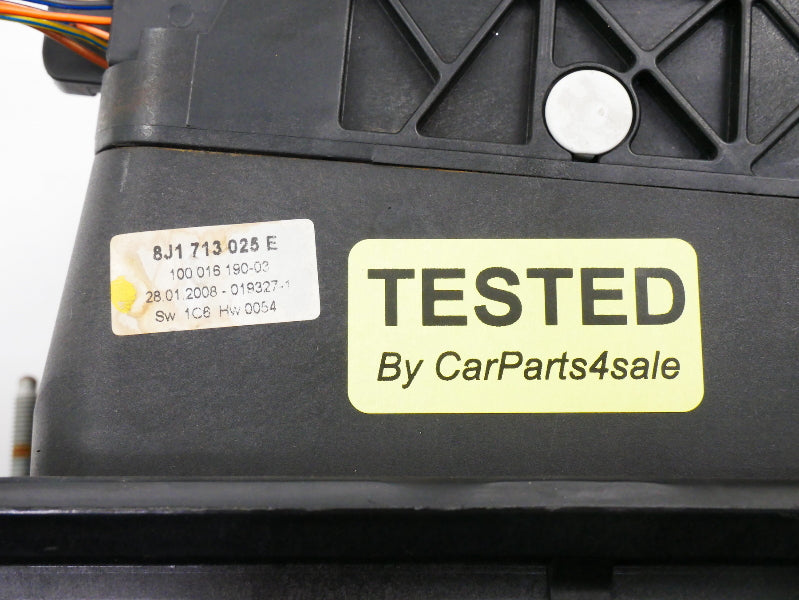 8J1 713 025 E
100 016 190-03
28.01.2008 - 019327-1
Sw 1C6 Hw 0054
TESTED
By CarParts4sale